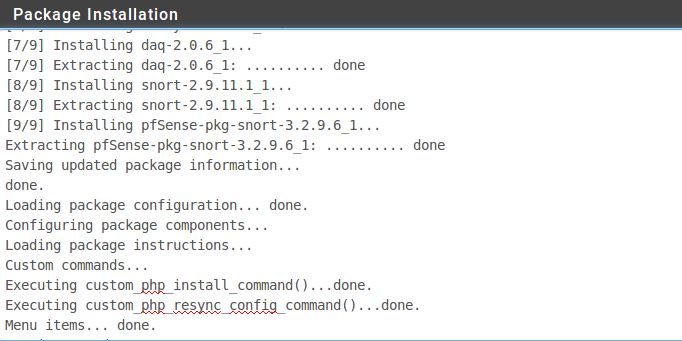 Package Installation
[7/9] Installing daq-2.0.6_1...
[7/9] Extracting daq-2.0.6_1: .......... done
[8/9] Installing snort-2.9.11.1_1...
[8/9] Extracting snort-2.9.11.1_1: .......... done
[9/9] Installing pfSense-pkg-snort-3.2.9.6_1...
Extracting pfSense-pkg-snort-3.2.9.6_1: .......... done
Saving updated package information...
done.
Loading package configuration... done.
Configuring package components...
Loading package instructions...
Custom commands...
Executing custom_php_install_command()...done.
Executing custom_php_resync_config_command()...done.
Menu items... done.